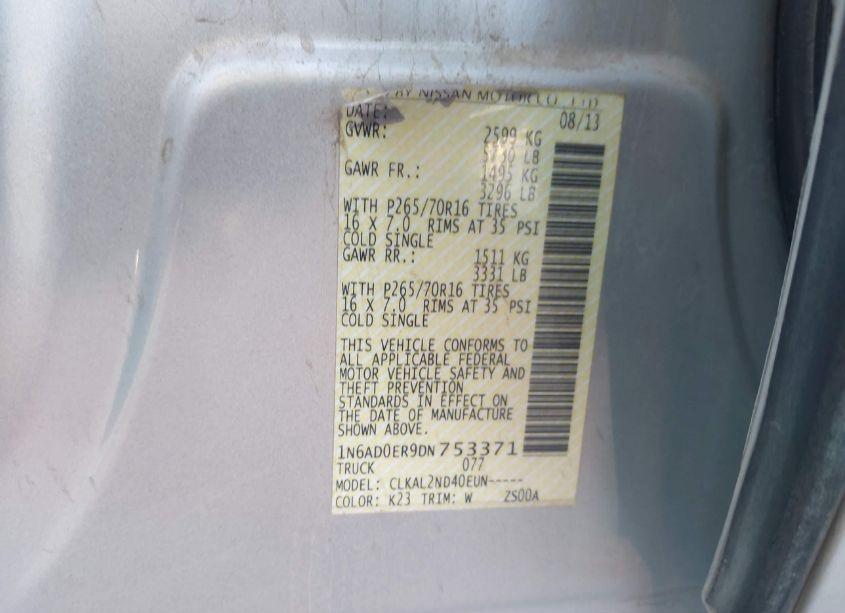 BY NISSAN MOTOR CO., LTD
DATE: 08/13
GVWR: 2599 KG
5730 LB
GAWR FR.: 1495 KG
3296 LB
WITH P265/70R16 TIRES
16 X 7.0 RIMS AT 35 PSI
COLD SINGLE
GAWR RR.: 1511 KG
3331 LB
WITH P265/70R16 TIRES
16 X 7.0 RIMS AT 35 PSI
COLD SINGLE
THIS VEHICLE CONFORMS TO
ALL APPLICABLE FEDERAL
MOTOR VEHICLE SAFETY AND
THEFT PREVENTION
STANDARDS IN EFFECT ON
THE DATE OF MANUFACTURE
SHOWN ABOVE.
1N6AD0ER9DN753371
TRUCK 077
MODEL: CLKAL2ND40EUN-----
COLOR: K23 TRIM: W ZS00A